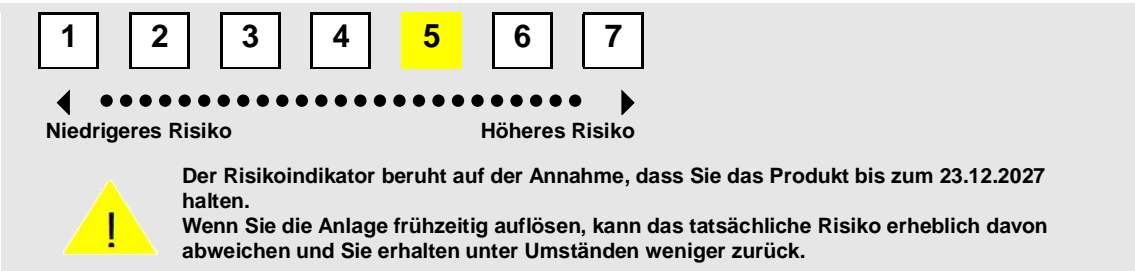 1 2 3 4 5 6 7
Niedrigeres Risiko Höheres Risiko
Der Risikoindikator beruht auf der Annahme, dass Sie das Produkt bis zum 23.12.2027
halten.
Wenn Sie die Anlage frühzeitig auflösen, kann das tatsächliche Risiko erheblich davon
abweichen und Sie erhalten unter Umständen weniger zurück.
!